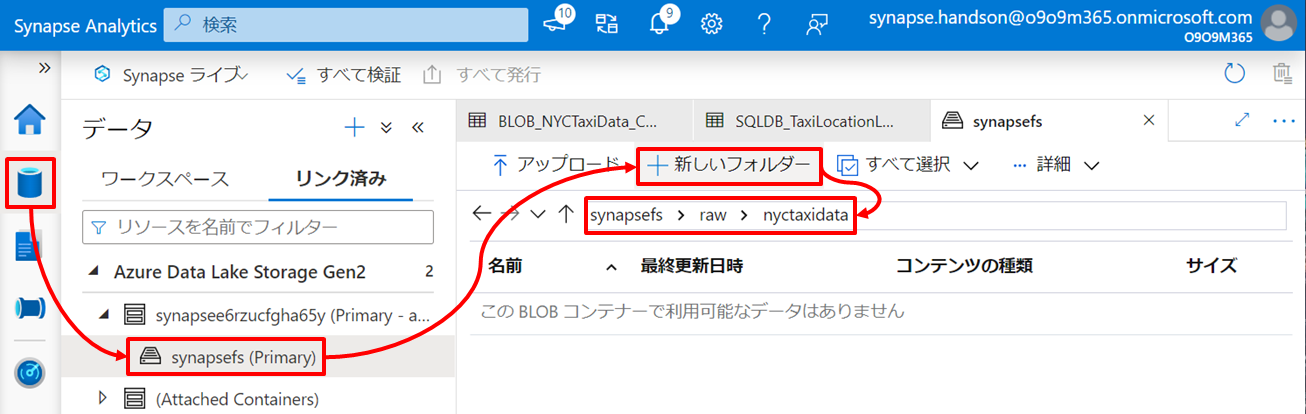 Synapse Analytics
検索
10
9
synapse.handson@o9o9m365.onmicrosoft.com
O9O9M365
Synapse ライブ
すべて検証
すべて発行
データ
ワークスペース
リンク済み
リソースを名前でフィルター
Azure Data Lake Storage Gen2 2
synapsee6rzucfgha65y (Primary - a...
synapsefs (Primary)
(Attached Containers)
BLOB_NYCTaxiData_C...
SQLDB_TaxiLocationL...
synapsefs
アップロード
新しいフォルダー
すべて選択
詳細
synapsefs > raw > nyctaxidata
名前 最終更新日時 コンテンツの種類 サイズ
この BLOB コンテナーで利用可能なデータはありません